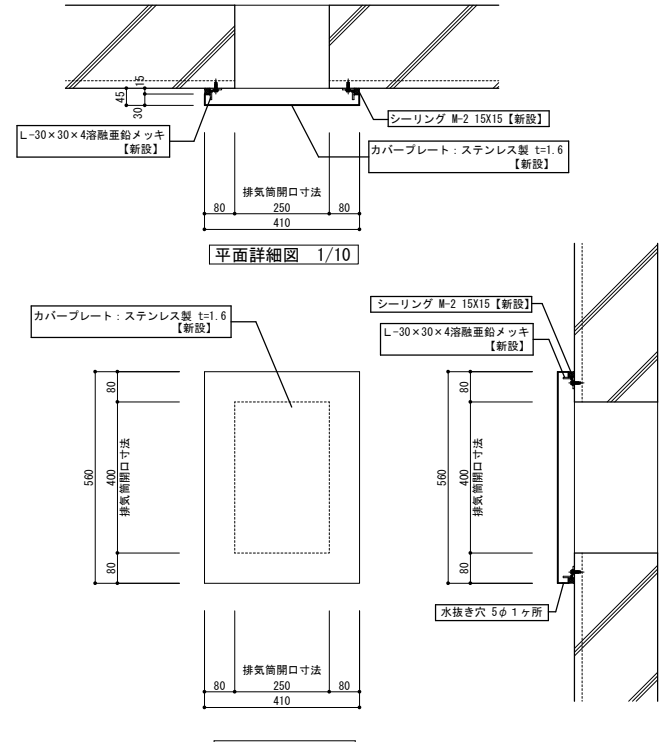 15
45
30
L-30×30×4溶融亜鉛メッキ
【新設】
シーリング M-2 15X15【新設】
カバープレート：ステンレス製 t=1.6
【新設】
排気筒開口寸法
80 250 80
410
平面詳細図 1/10
カバープレート：ステンレス製 t=1.6
【新設】
シーリング M-2 15X15【新設】
L-30×30×4溶融亜鉛メッキ
【新設】
80
560
400
排気筒開口寸法
80
80
560
400
排気筒開口寸法
80
水抜き穴 5φ 1ヶ所
排気筒開口寸法
80 250 80
410